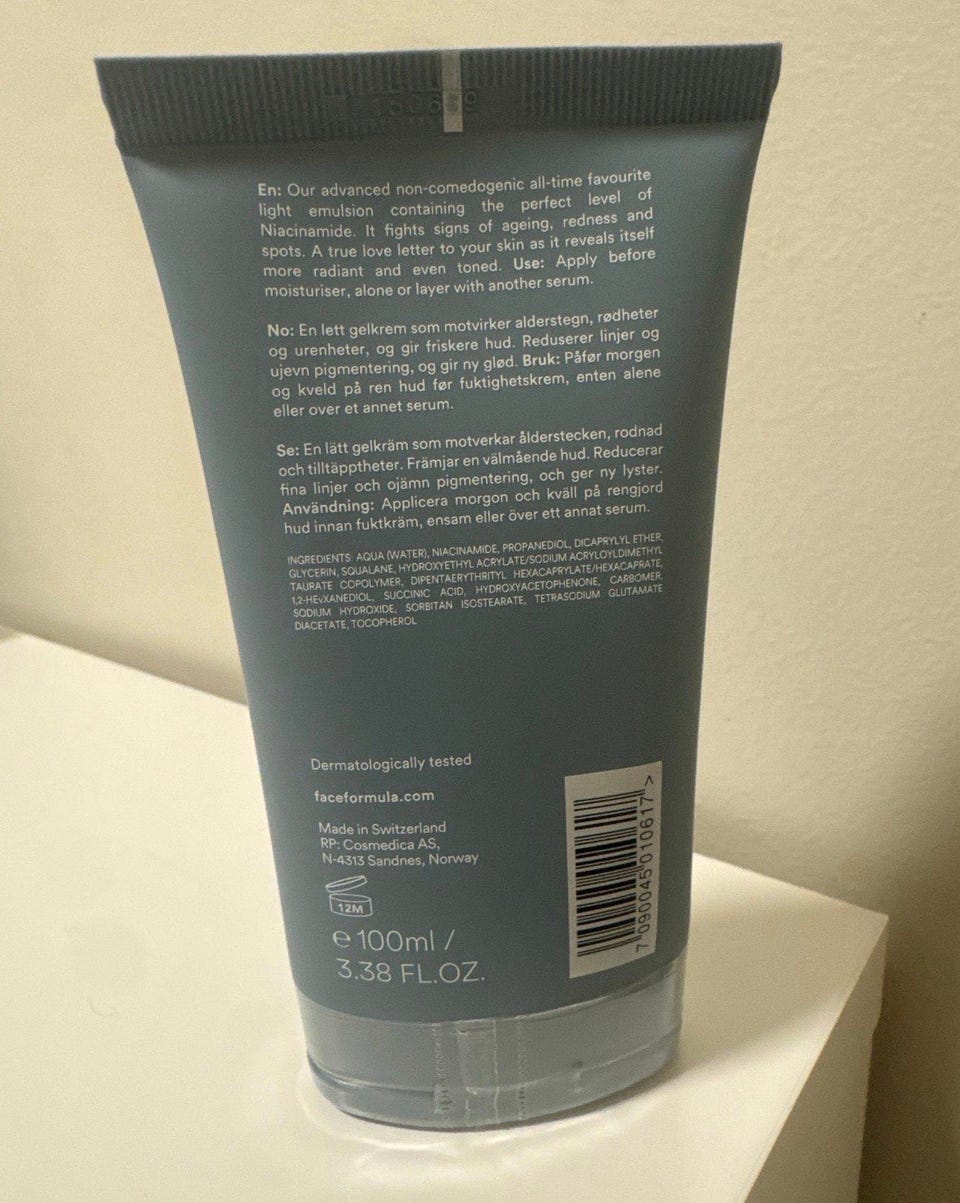 En: Our advanced non-comedogenic all-time favourite
light emulsion containing the perfect level of
Niacinamide. It fights signs of ageing, redness and
spots. A true love letter to your skin as it reveals itself
more radiant and even toned. Use: Apply before
moisturiser, alone or layer with another serum.
No: En lett gelkrem som motvirker alderstegn, rødheter
og urenheter, og gir friskere hud. Reduserer linjer og
ujevn pigmentering, og gir ny glød. Bruk: Påfør morgen
og kveld på ren hud før fuktighetskrem, enten alene
eller over et annet serum.
Se: En lätt gelkräm som motverkar ålderstecken, rodnad
och tilltäpptheter. Främjar en välmående hud. Reducerar
fina linjer och ojämn pigmentering, och ger ny lyster.
Användning: Applicera morgon och kväll på rengjord
hud innan fuktkräm, ensam eller över ett annat serum.
INGREDIENTS: AQUA (WATER), NIACINAMIDE, PROPANEDIOL, DICAPRYLYL ETHER,
GLYCERIN, SQUALANE, HYDROXYETHYL ACRYLATE/SODIUM ACRYLOYLDIMETHYL
TAURATE COPOLYMER, DIPENTAERYTHRITYL HEXACAPRYLATE/HEXACAPRATE,
1,2-HEvXANEDIOL, SUCCINIC ACID, HYDROXYACETOPHENONE, CARBOMER,
SODIUM HYDROXIDE, SORBITAN ISOSTEARATE, TETRASODIUM GLUTAMATE
DIACETATE, TOCOPHEROL
Dermatologically tested
faceformula.com
Made in Switzerland
RP: Cosmedica AS,
N-4313 Sandnes, Norway
12M
e 100ml /
3.38 FL.OZ.
7 090045 010617 >